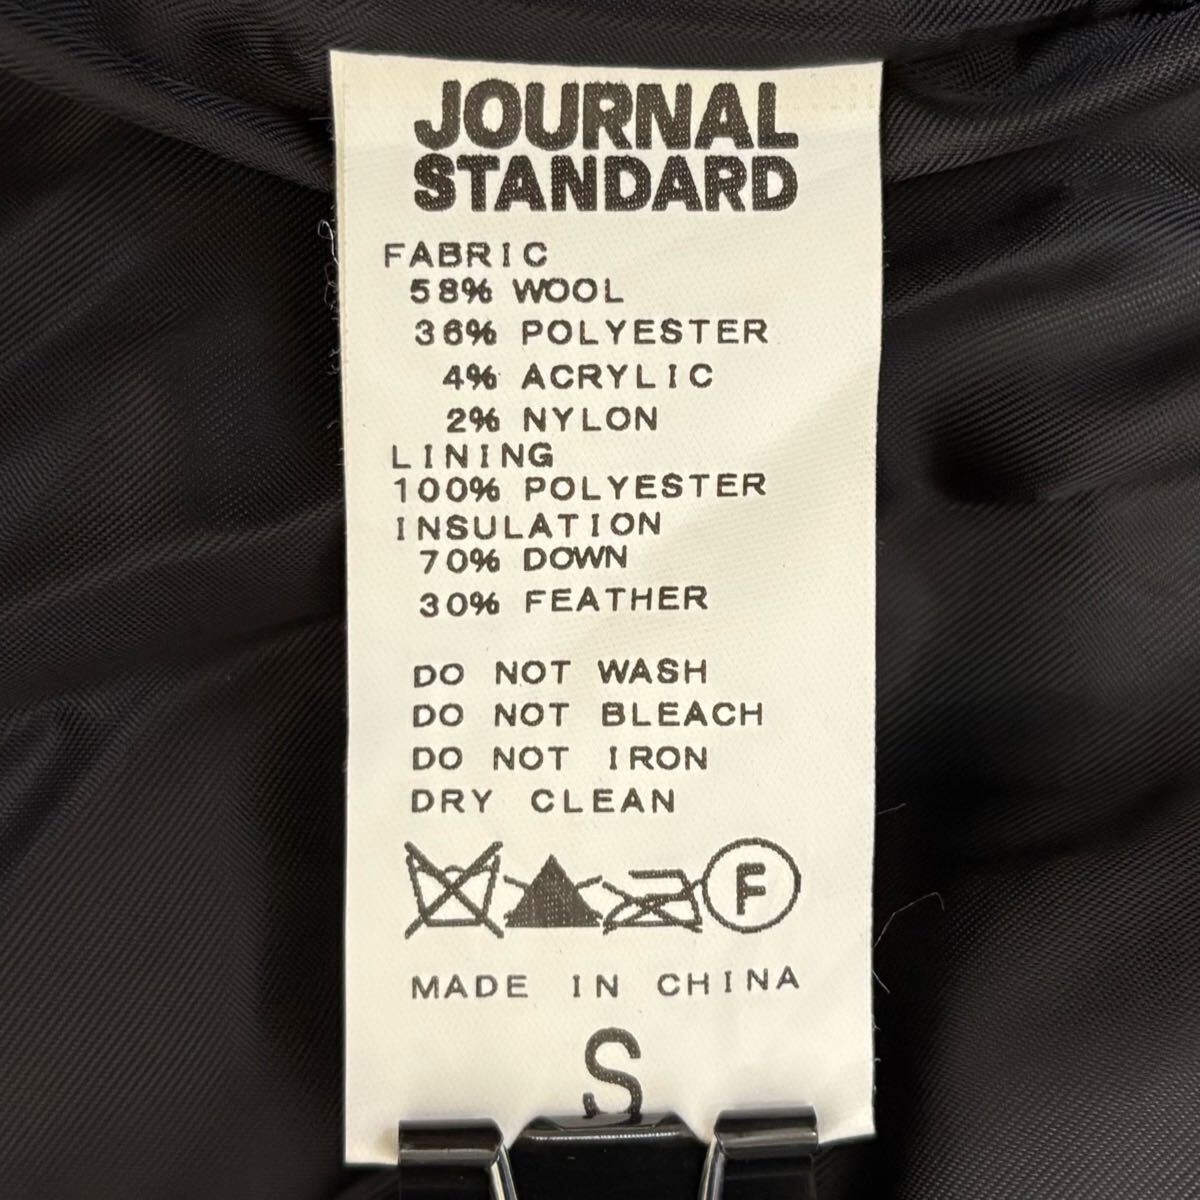 JOURNAL
STANDARD
FABRIC
58% WOOL
36% POLYESTER
4% ACRYLIC
2% NYLON
LINING
100% POLYESTER
INSULATION
70% DOWN
30% FEATHER
DO NOT WASH
DO NOT BLEACH
DO NOT IRON
DRY CLEAN
F
MADE IN CHINA
S